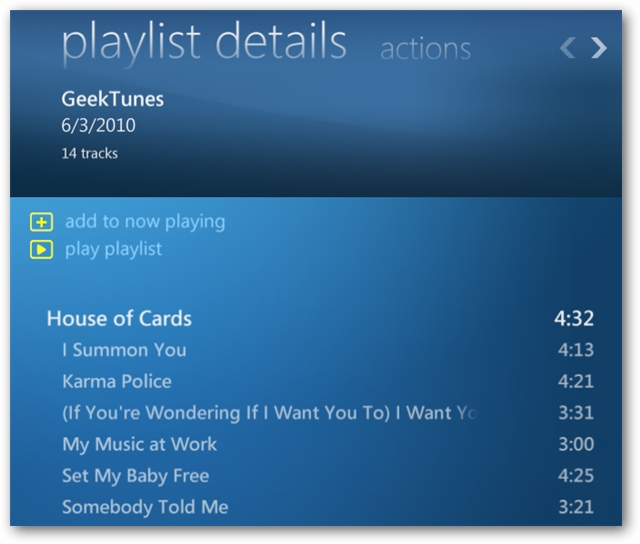 playlist details actions
GeekTunes
6/3/2010
14 tracks
add to now playing
play playlist
House of Cards 4:32
I Summon You 4:13
Karma Police 4:21
(If You're Wondering If I Want You To) I Want Yo 3:31
My Music at Work 3:00
Set My Baby Free 4:25
Somebody Told Me 3:21